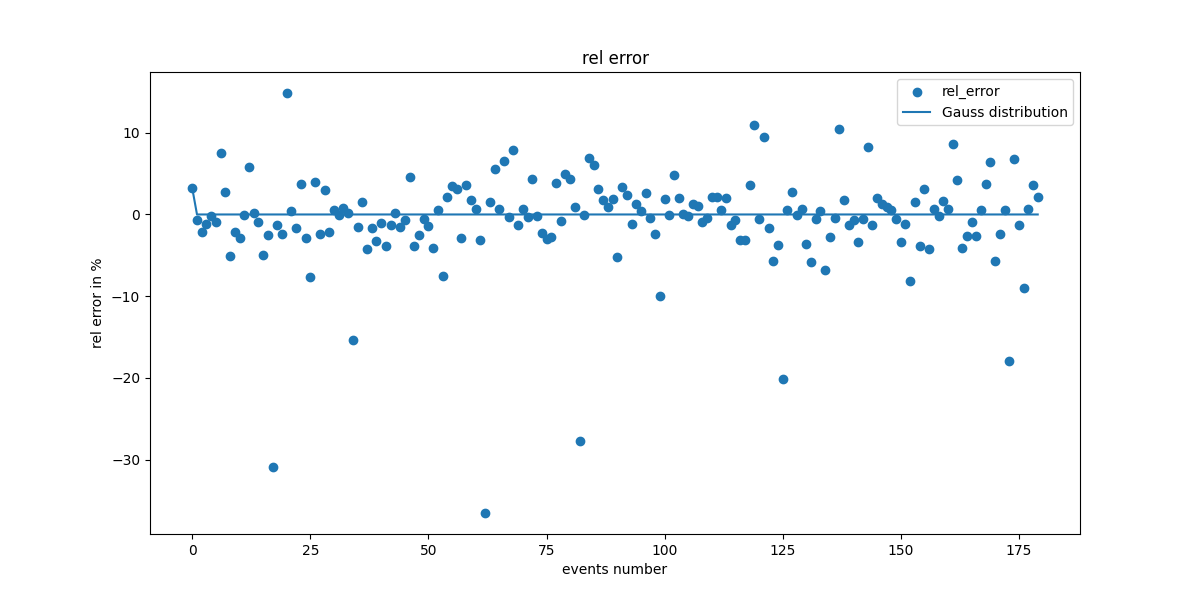 rel error
rel_error
Gauss distribution
10
0
−10
−20
−30
rel error in %
0 25 50 75 100 125 150 175
events number